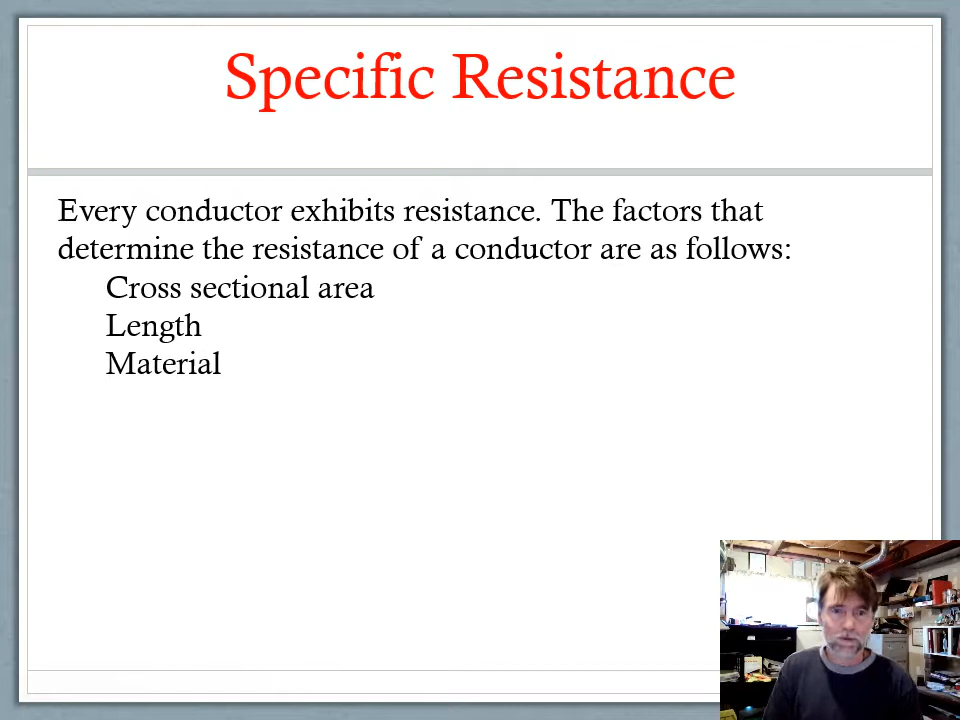 Specific Resistance
Every conductor exhibits resistance. The factors that
determine the resistance of a conductor are as follows:
Cross sectional area
Length
Material